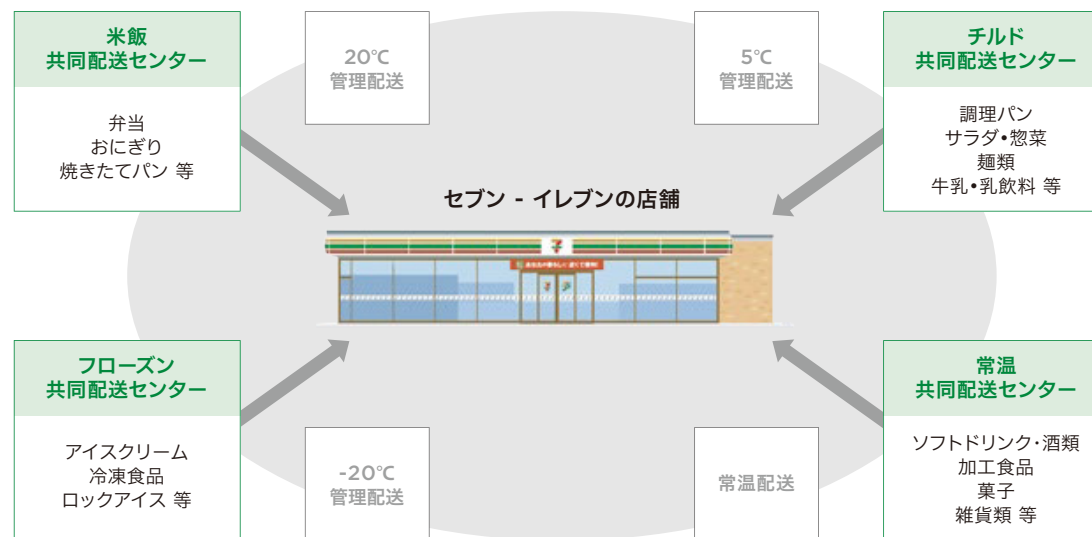 米飯
共同配送センター
弁当
おにぎり
焼きたてパン 等
20℃
管理配送
5℃
管理配送
チルド
共同配送センター
調理パン
サラダ•惣菜
麺類
牛乳•乳飲料 等
セブン - イレブンの店舗
フローズン
共同配送センター
アイスクリーム
冷凍食品
ロックアイス 等
-20℃
管理配送
常温配送
常温
共同配送センター
ソフトドリンク・酒類
加工食品
菓子
雑貨類 等